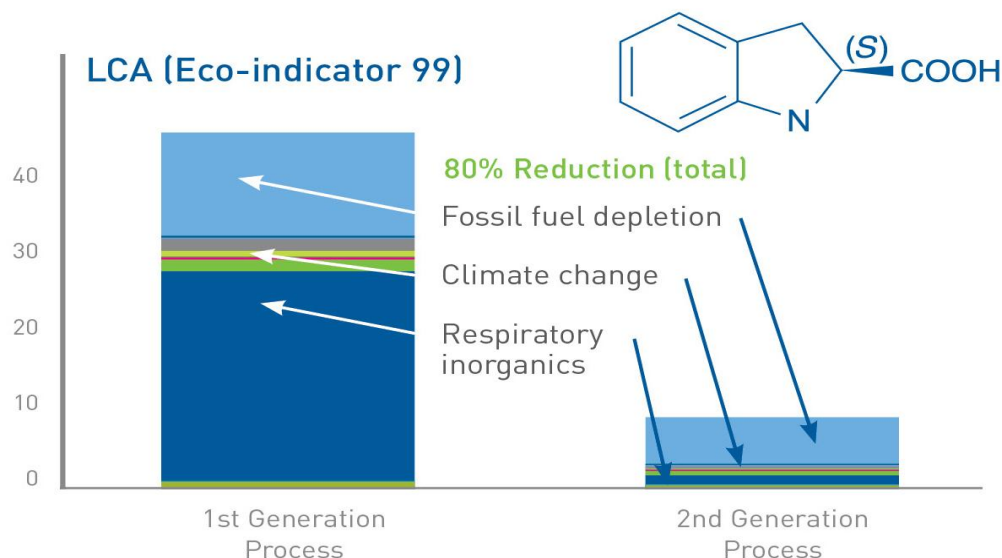 LCA (Eco-indicator 99)
(S)
COOH
N
80% Reduction (total)
Fossil fuel depletion
Climate change
Respiratory
inorganics
40
30
20
10
0
1st Generation
Process
2nd Generation
Process